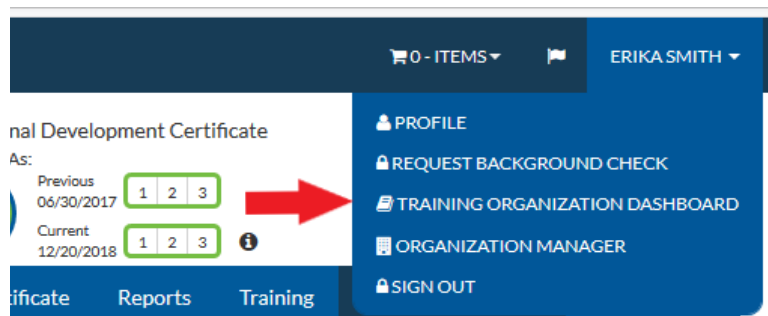 0 - ITEMS
ERIKA SMITH
nal Development Certificate
As:
Previous
06/30/2017
1 2 3
Current
12/20/2018
1 2 3
PROFILE
REQUEST BACKGROUND CHECK
TRAINING ORGANIZATION DASHBOARD
ORGANIZATION MANAGER
SIGN OUT
ificate
Reports
Training